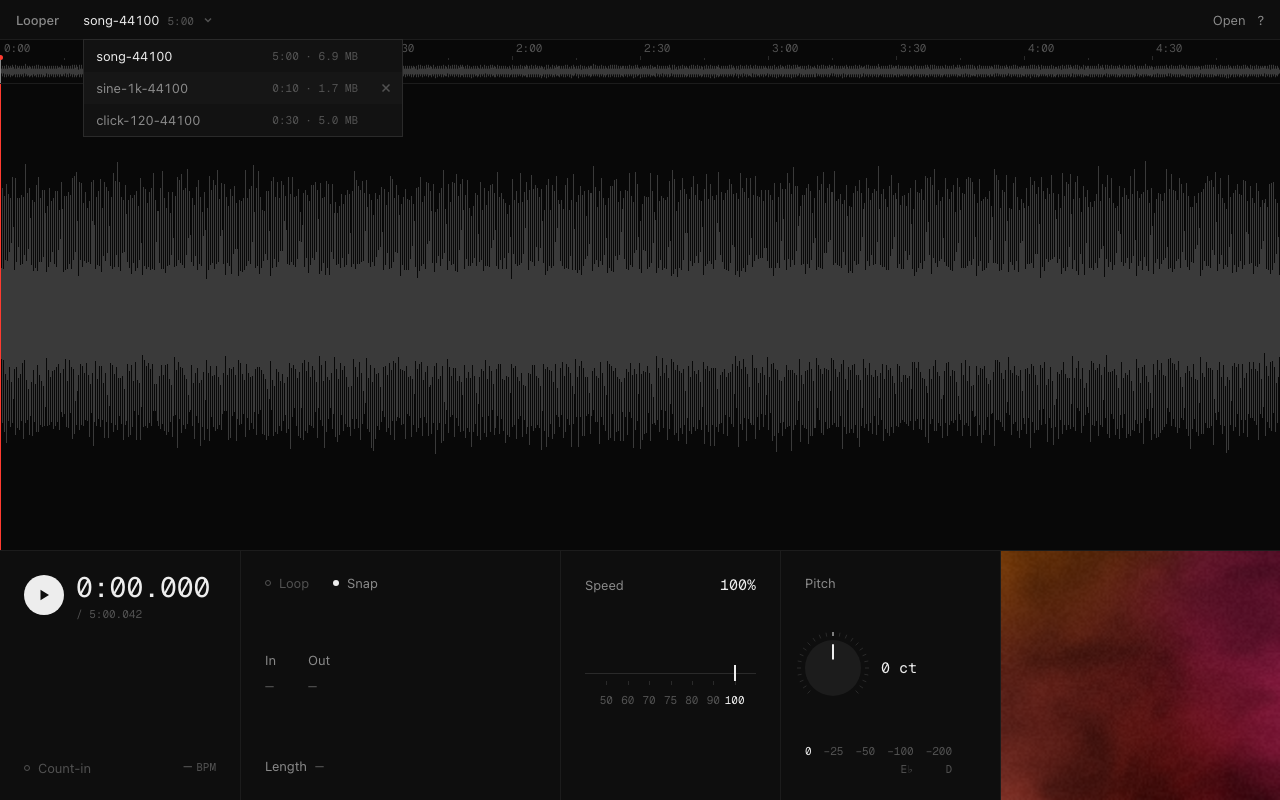 Looper song-44100 5:00 Open ?
0:00 30 2:00 2:30 3:00 3:30 4:00 4:30
song-44100 5:00 · 6.9 MB
sine-1k-44100 0:10 · 1.7 MB ×
click-120-44100 0:30 · 5.0 MB
0:00.000
/ 5:00.042
Count-in — BPM
Loop Snap
In Out
— —
Length —
Speed 100%
50 60 70 75 80 90 100
Pitch
0 ct
0 −25 −50 −100 −200
E♭ D